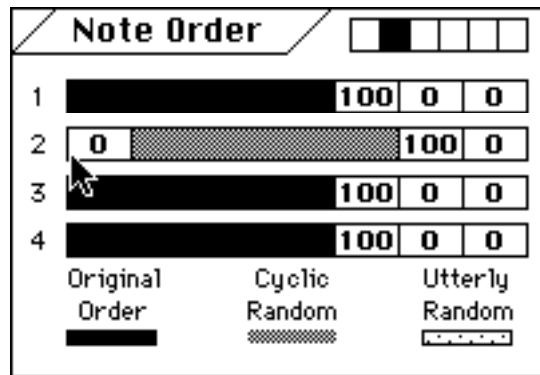 Note Order
1 100 0 0
2 0 100 0
3 100 0 0
4 100 0 0
Original Cyclic Utterly
Order Random Random